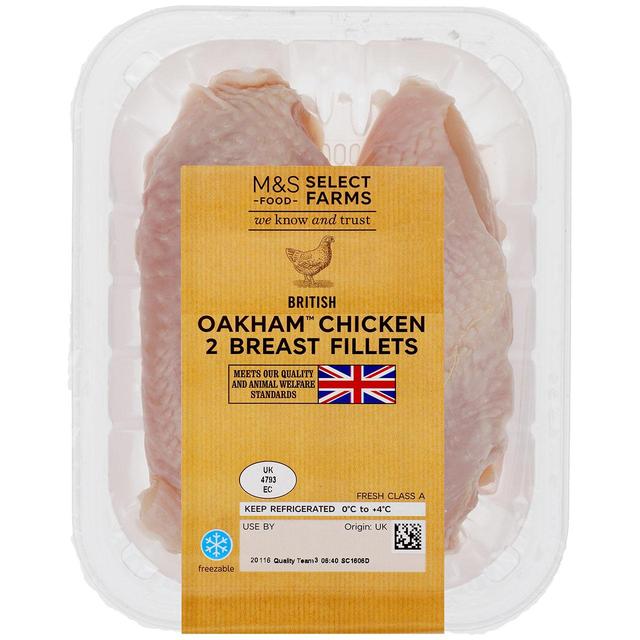 M&S SELECT
-FOOD- FARMS
we know and trust
BRITISH
OAKHAM™ CHICKEN
2 BREAST FILLETS
MEETS OUR QUALITY
AND ANIMAL WELFARE
STANDARDS
UK
4793
EC
FRESH CLASS A
KEEP REFRIGERATED 0°C to +4°C
USE BY Origin: UK
20116 Quality Team3 06:40 SC1606D
freezable